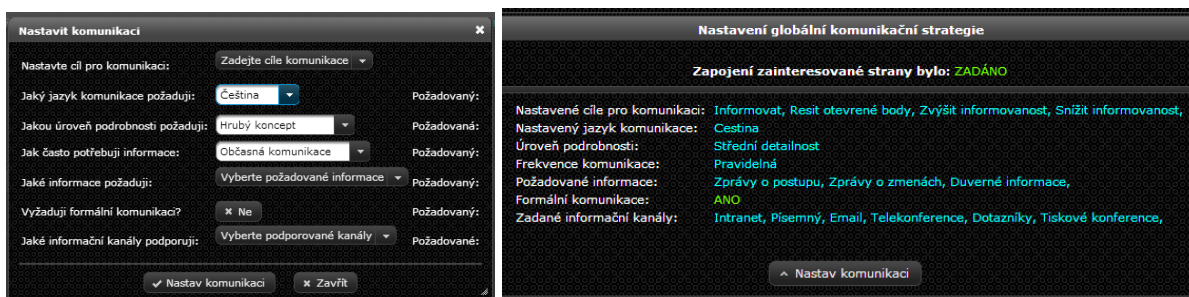 Nastavit komunikaci
Nastavte cíl pro komunikaci: Zadejte cíle komunikace
Jaký jazyk komunikace požaduji: Čeština Požadovaný:
Jakou úroveň podrobnosti požaduji: Hrubý koncept Požadovaná:
Jak často potřebuji informace: Občasná komunikace Požadovaný:
Jaké informace požaduji: Vyberte požadované informace Požadovaný:
Vyžaduji formální komunikaci? Ne Požadovaný:
Jaké informační kanály podporuji: Vyberte podporované kanály Požadované:
Nastav komunikaci Zavřít
Nastavení globální komunikační strategie
Zapojení zainteresované strany bylo: ZADÁNO
Nastavené cíle pro komunikaci: Informovat, Resit otevrené body, Zvýšit informovanost, Snížit informovanost,
Nastavený jazyk komunikace: Cestina
Úroveň podrobnosti: Střední detailnost
Frekvence komunikace: Pravidelná
Požadované informace: Zprávy o postupu, Zprávy o zmenách, Duverné informace,
Formální komunikace: ANO
Zadané informační kanály: Intranet, Písemný, Email, Telekonference, Dotazníky, Tiskové konference,
Nastav komunikaci